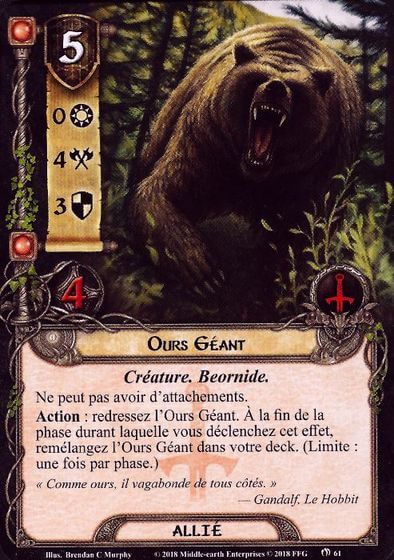 5
0
4
3
4
Ours Géant
Créature. Beornide.
Ne peut pas avoir d'attachements.
Action : redressez l'Ours Géant. À la fin de la
phase durant laquelle vous déclenchez cet effet,
remélangez l'Ours Géant dans votre deck. (Limite :
une fois par phase.)
« Comme ours, il vagabonde de tous côtés. »
— Gandalf, Le Hobbit
ALLIÉ
Illus. Brendan C Murphy © 2018 Middle-earth Enterprises © 2018 FFG 61